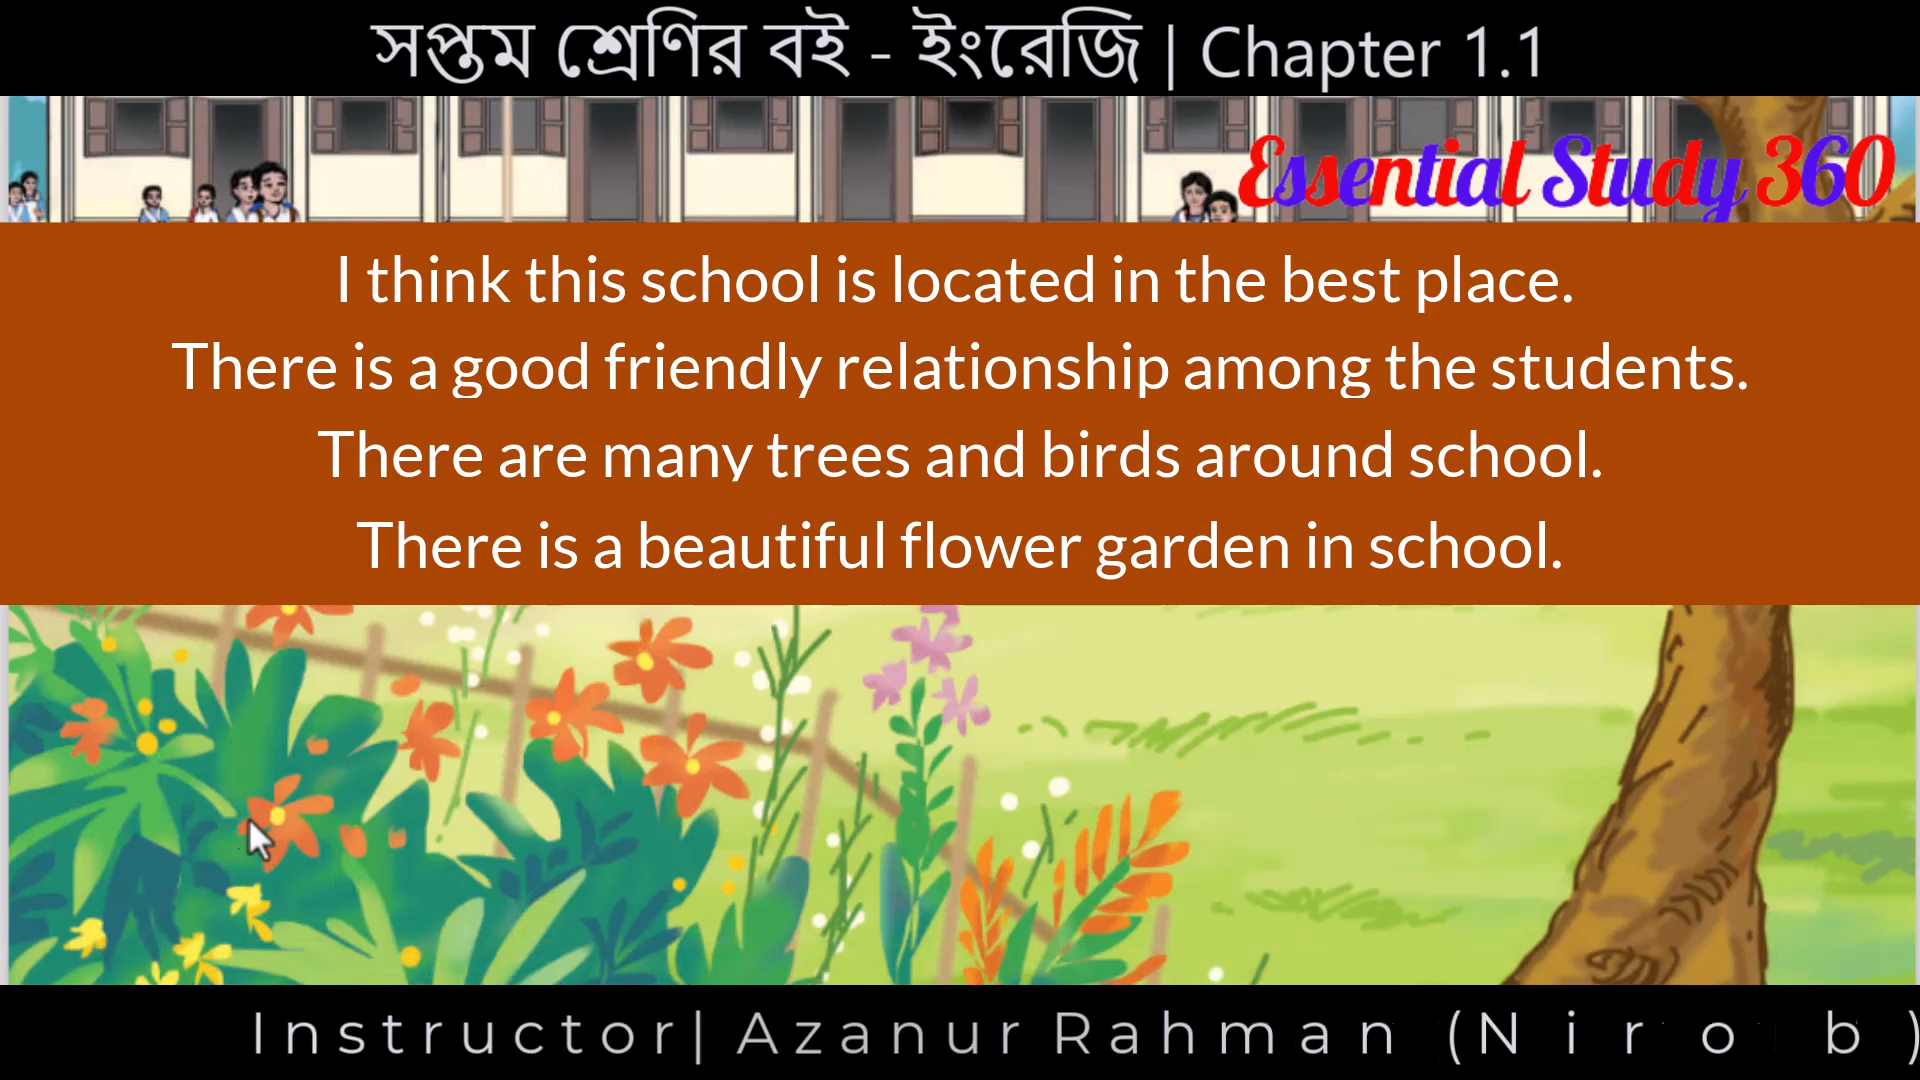 সপ্তম শ্রেণির বই - ইংরেজি | Chapter 1.1
Essential Study 360
I think this school is located in the best place.
There is a good friendly relationship among the students.
There are many trees and birds around school.
There is a beautiful flower garden in school.
Instructor| Azanur Rahman (Nirob)